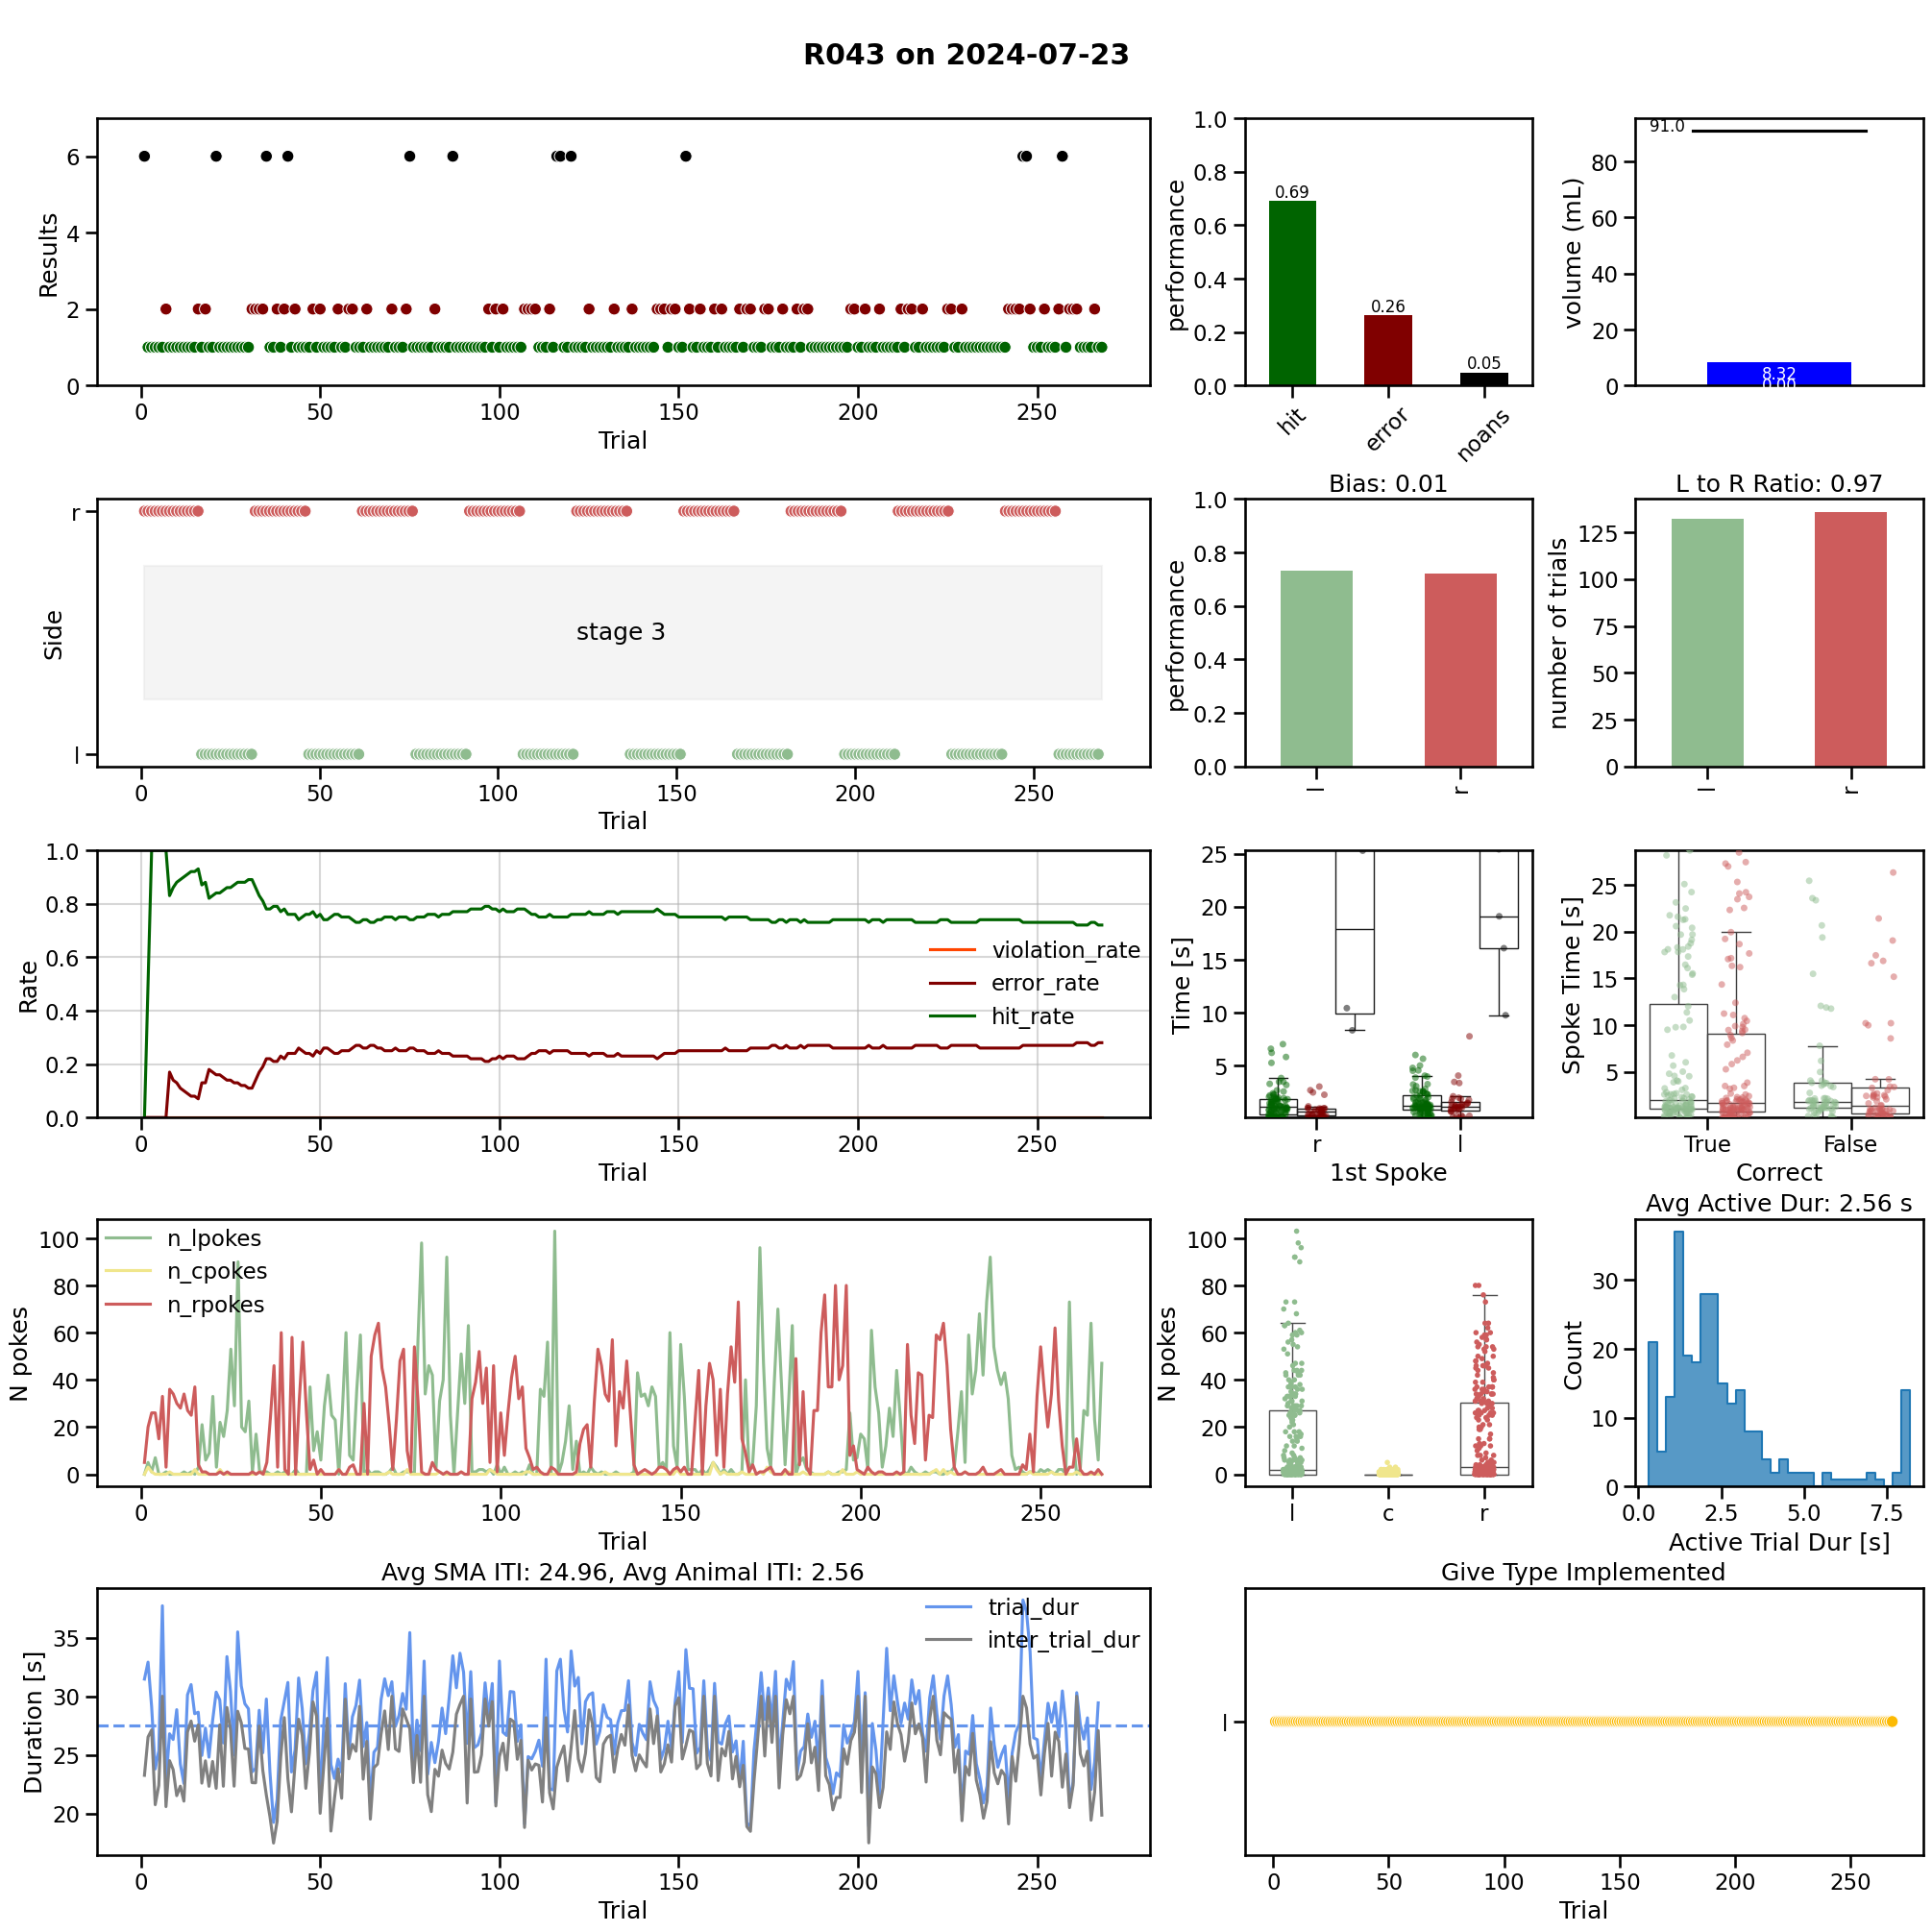 R043 on 2024-07-23
Results
6
4
2
0
0 50 100 150 200 250
Trial
performance
1.0
0.8
0.6
0.4
0.2
0.0
0.69
0.26
0.05
hit error noans
volume (mL)
80
60
40
20
0
91.0
8.32
0.00
Side
r
l
stage 3
0 50 100 150 200 250
Trial
Bias: 0.01
performance
1.0
0.8
0.6
0.4
0.2
0.0
l r
L to R Ratio: 0.97
number of trials
125
100
75
50
25
0
l r
Rate
1.0
0.8
0.6
0.4
0.2
0.0
violation_rate
error_rate
hit_rate
0 50 100 150 200 250
Trial
Time [s]
25
20
15
10
5
r l
1st Spoke
Spoke Time [s]
25
20
15
10
5
True False
Correct
N pokes
100
80
60
40
20
0
n_lpokes
n_cpokes
n_rpokes
0 50 100 150 200 250
Trial
N pokes
100
80
60
40
20
0
l c r
Avg Active Dur: 2.56 s
Count
30
20
10
0
0.0 2.5 5.0 7.5
Active Trial Dur [s]
Avg SMA ITI: 24.96, Avg Animal ITI: 2.56
Duration [s]
35
30
25
20
trial_dur
inter_trial_dur
0 50 100 150 200 250
Trial
Give Type Implemented
l
0 50 100 150 200 250
Trial